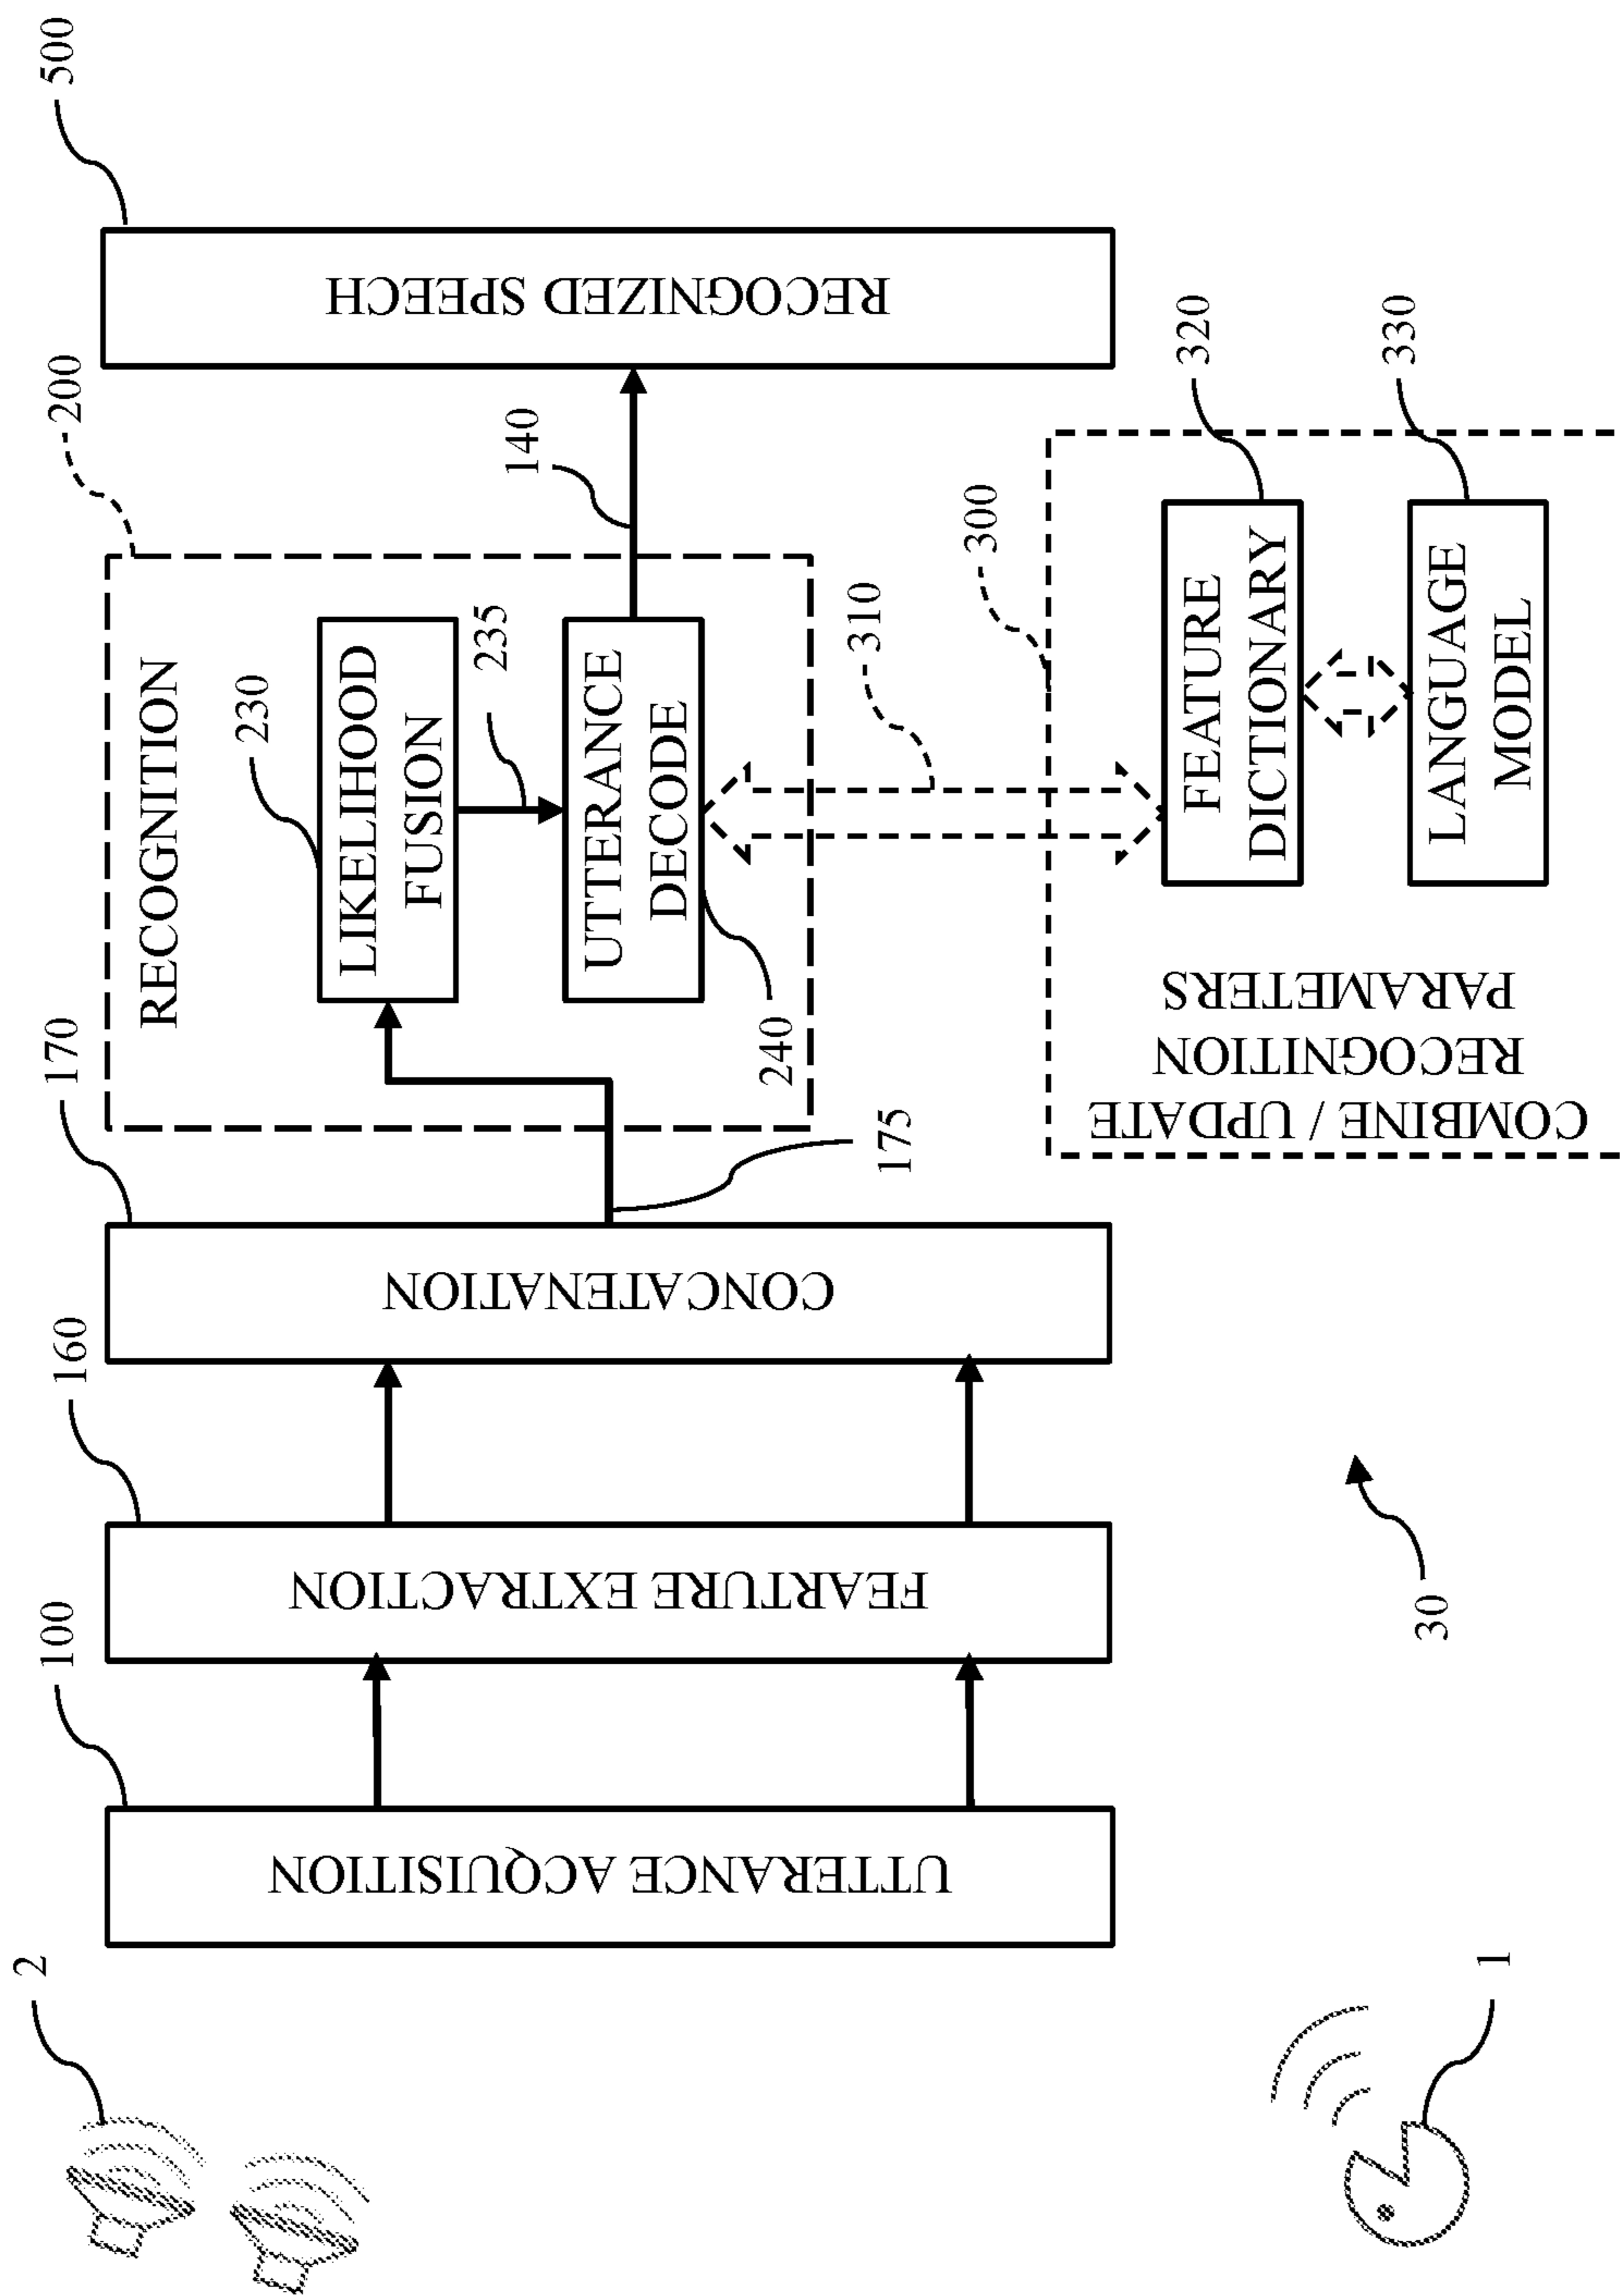 2
100
160
170
200
500
UTTERANCE ACQUISITION
FEARTURE EXTRACTION
CONCATENATION
175
RECOGNITION
230
LIKELIHOOD
FUSION
235
UTTERANCE
DECODE
240
140
RECOGNIZED SPEECH
310
300
COMBINE / UPDATE
RECOGNITION
PARAMETERS
FEATURE
DICTIONARY
320
LANGUAGE
MODEL
330
1
30